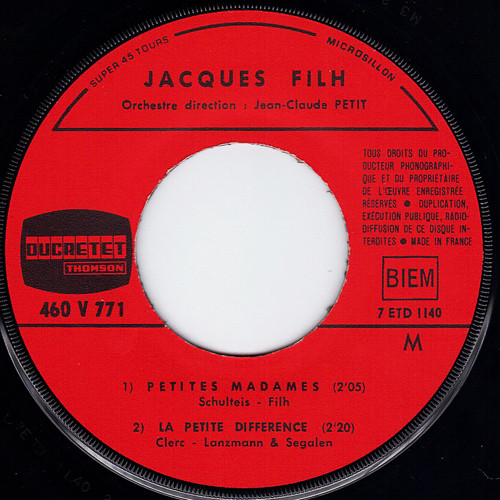 SUPER 45 TOURS
MICROSILLON
JACQUES FILH
Orchestre direction : Jean-Claude PETIT
TOUS DROITS DU PRO-
DUCTEUR PHONOGRAPHI-
QUE ET DU PROPRIETAIRE
DE L'ŒUVRE ENREGISTRÉE
RÉSERVÉS ● DUPLICATION,
EXÉCUTION PUBLIQUE, RADIO-
DIFFUSION DE CE DISQUE IN-
TERDITES ● MADE IN FRANCE
DUCRETET
THOMSON
460 V 771
BIEM
7 ETD 1140
M
1) PETITES MADAMES (2'05)
Schulteis - Filh
2) LA PETITE DIFFERENCE (2'20)
Clerc - Lanzmann & Segalen